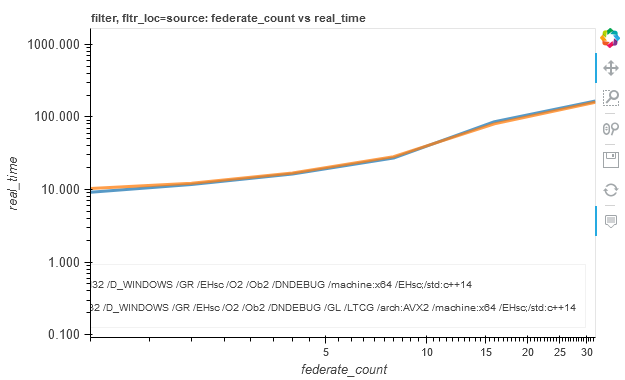 filter, fltr_loc=source: federate_count vs real_time
1000.000
100.000
10.000
1.000
0.100
real_time
32 /D_WINDOWS /GR /EHsc /O2 /Ob2 /DNDEBUG /machine:x64 /EHsc;/std:c++14
32 /D_WINDOWS /GR /EHsc /O2 /Ob2 /DNDEBUG /GL /LTCG /arch:AVX2 /machine:x64 /EHsc;/std:c++14
5 10 15 20 25 30
federate_count